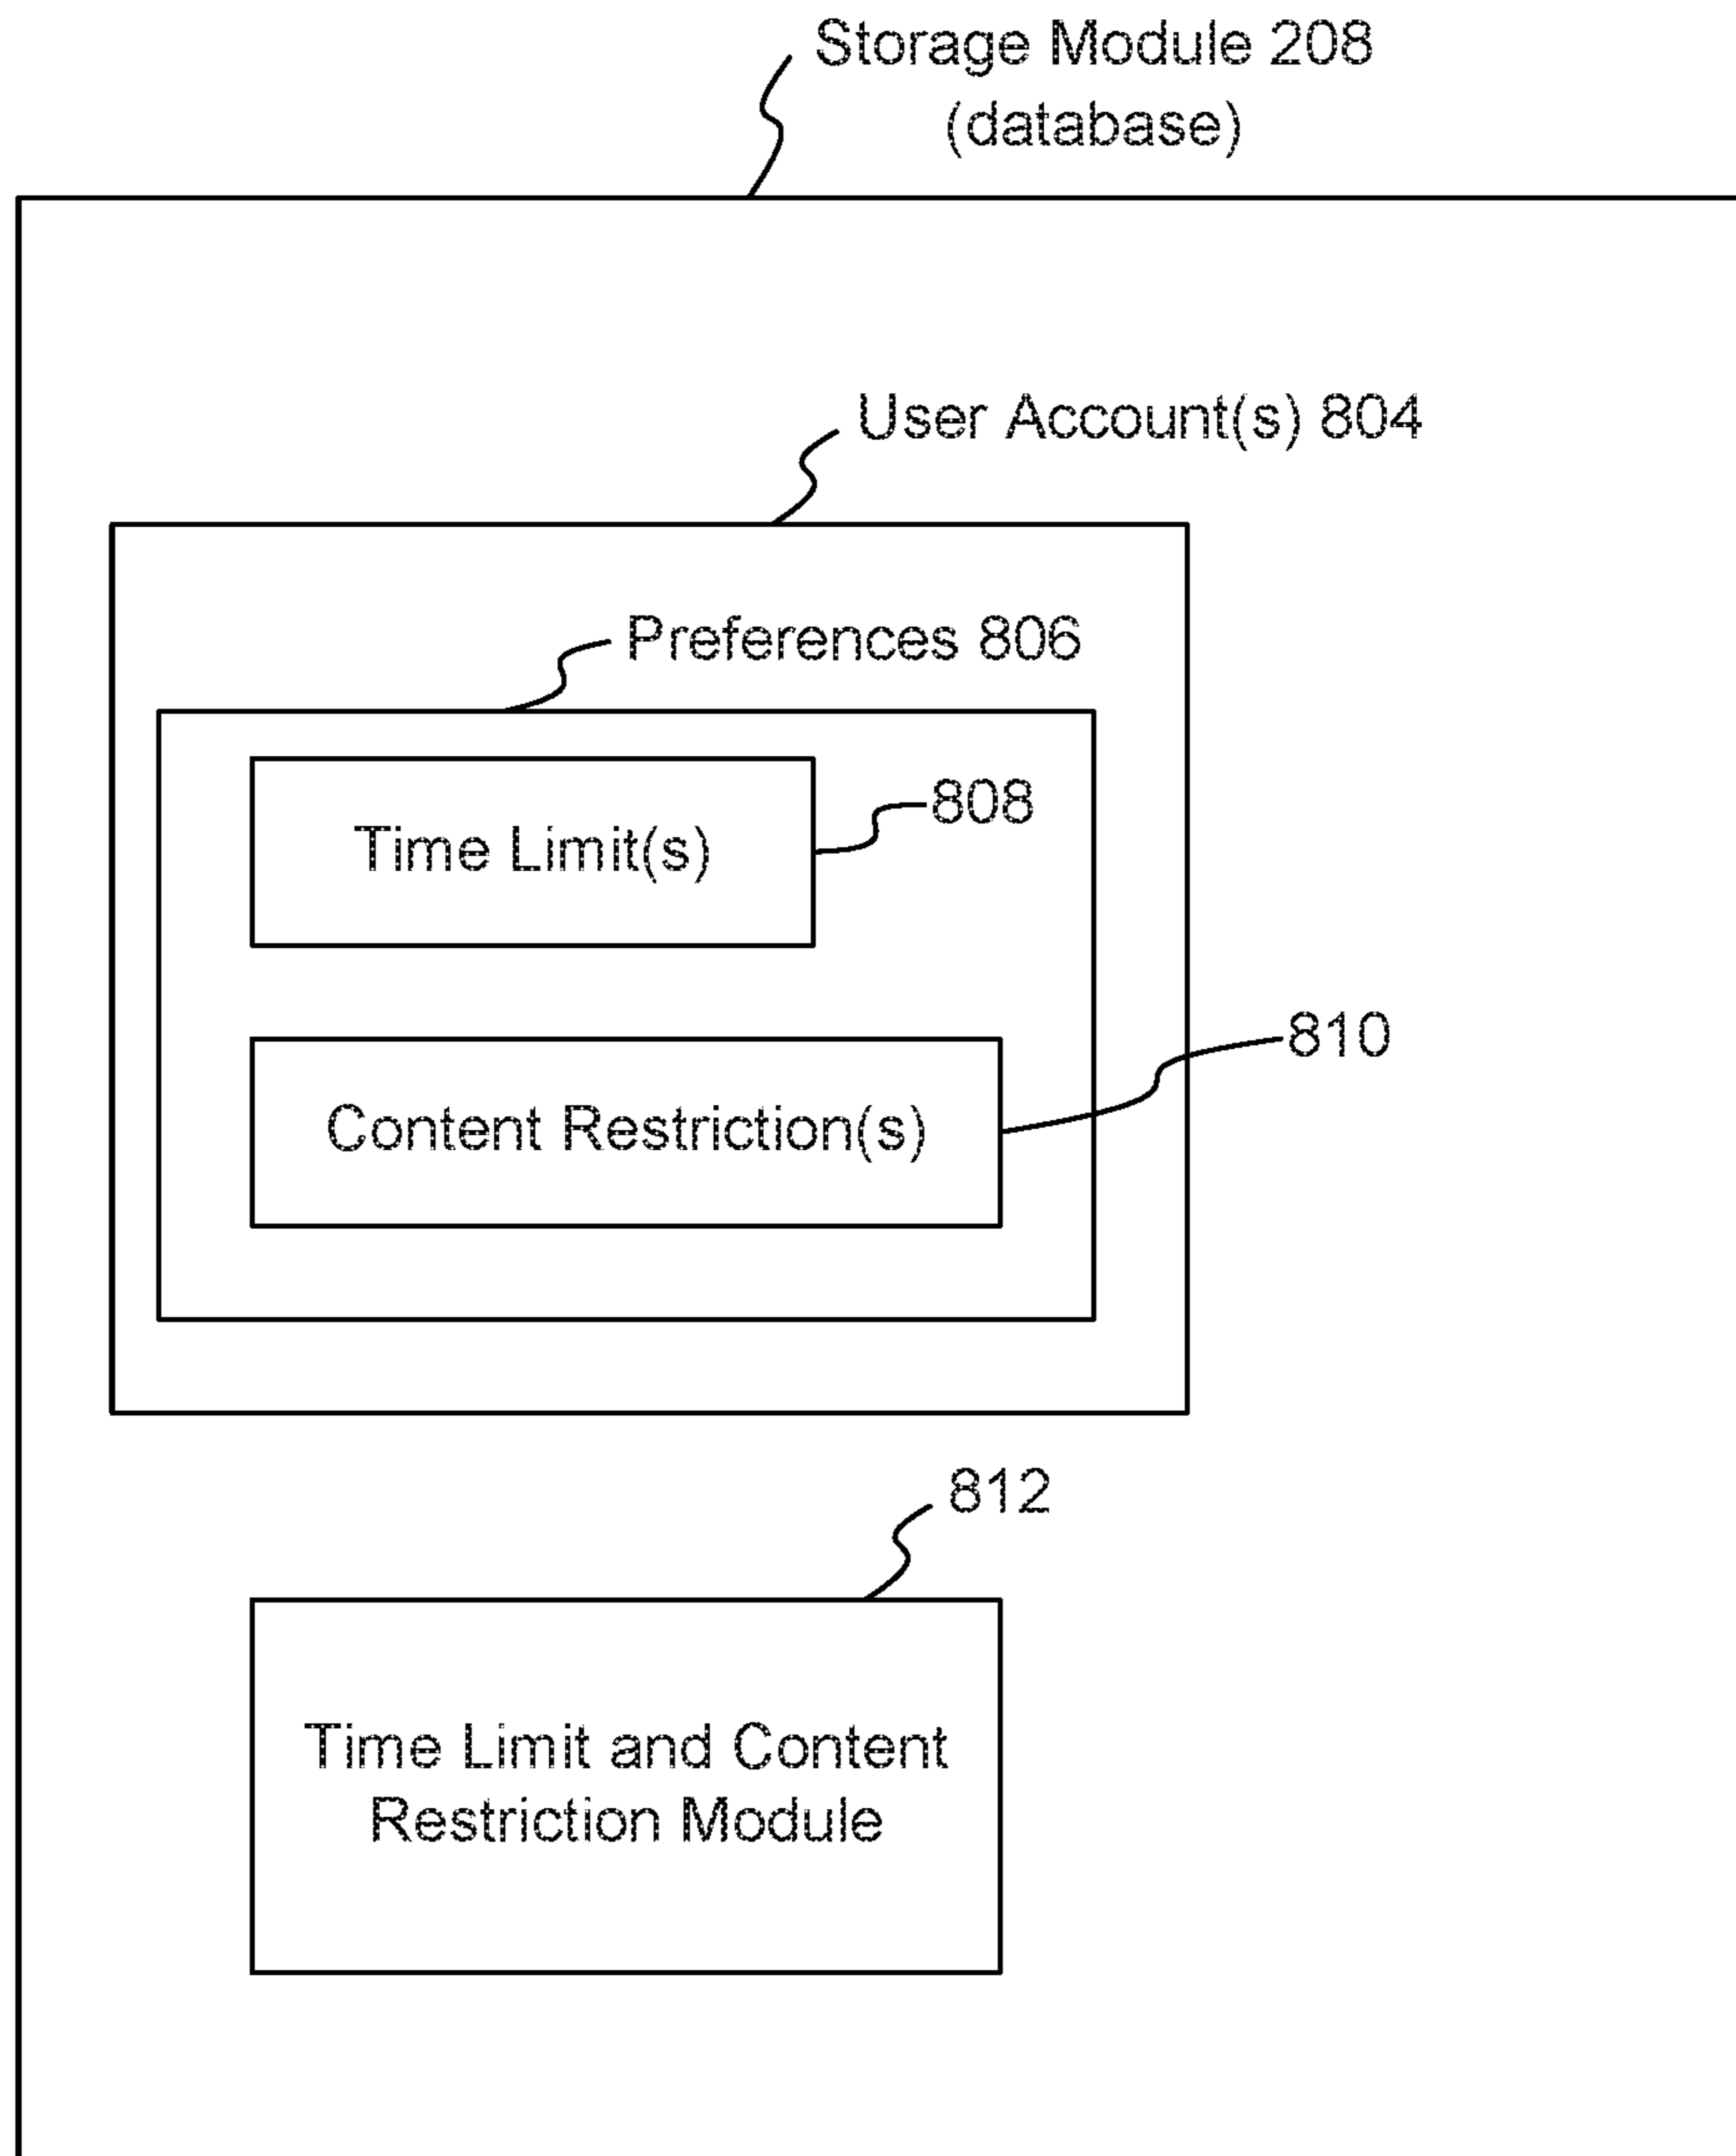 Storage Module 208
(database)
User Account(s) 804
Preferences 806
808
Time Limit(s)
810
Content Restriction(s)
812
Time Limit and Content
Restriction Module